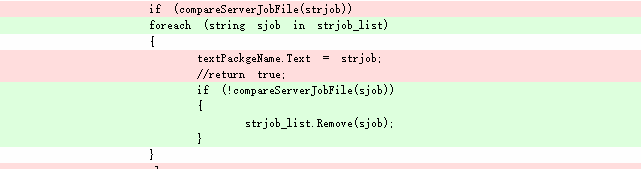 if (compareServerJobFile(strjob))
foreach (string sjob in strjob_list)
{
textPackgeName.Text = strjob;
//return true;
if (!compareServerJobFile(sjob))
{
strjob_list.Remove(sjob);
}
}